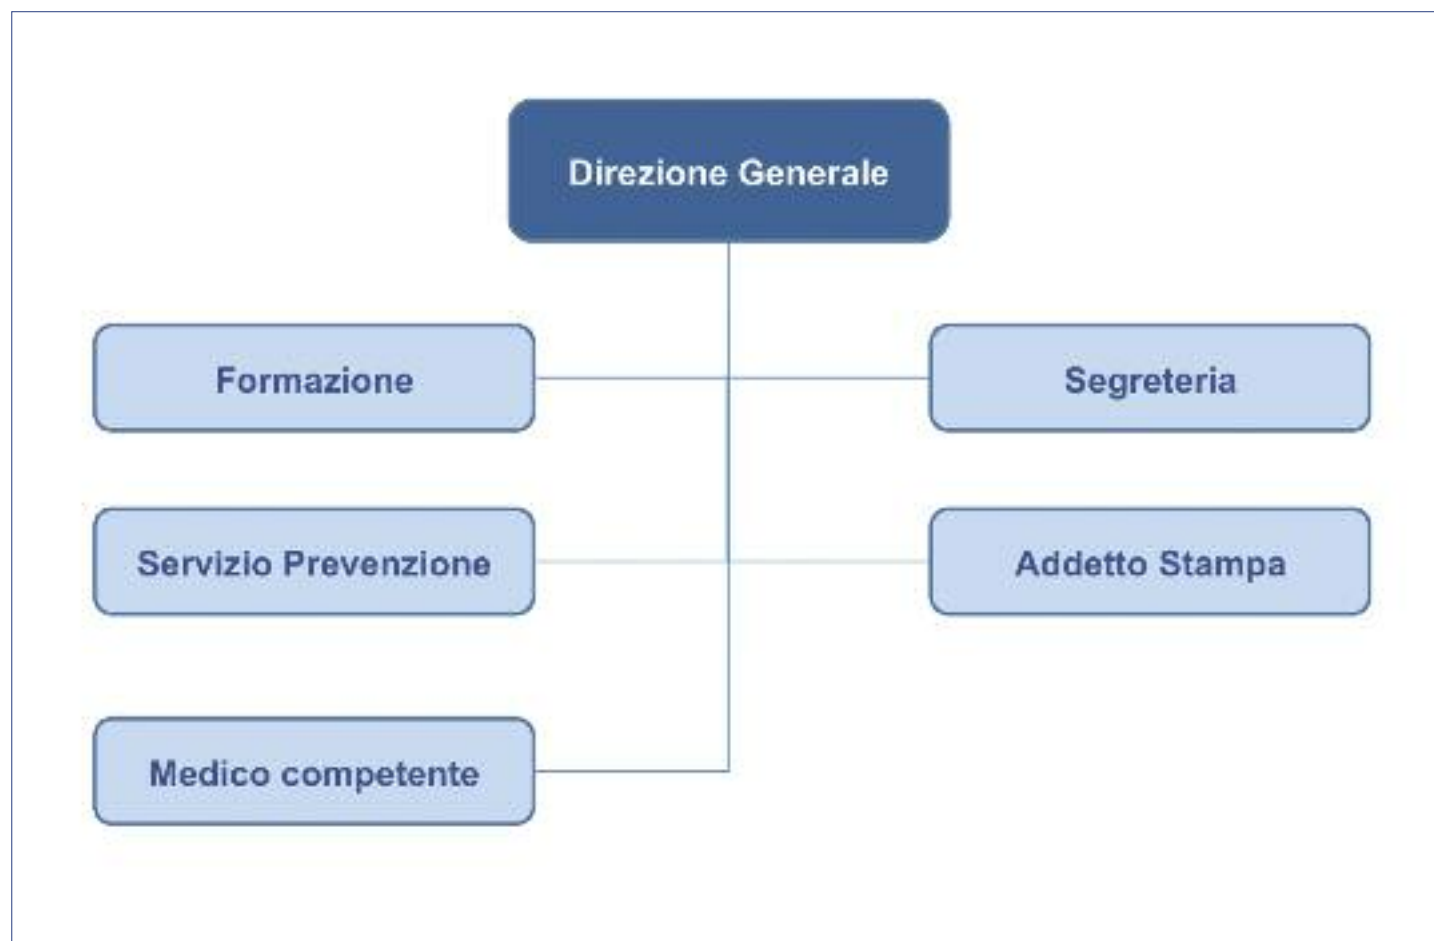 Direzione Generale
Formazione
Segreteria
Servizio Prevenzione
Addetto Stampa
Medico competente